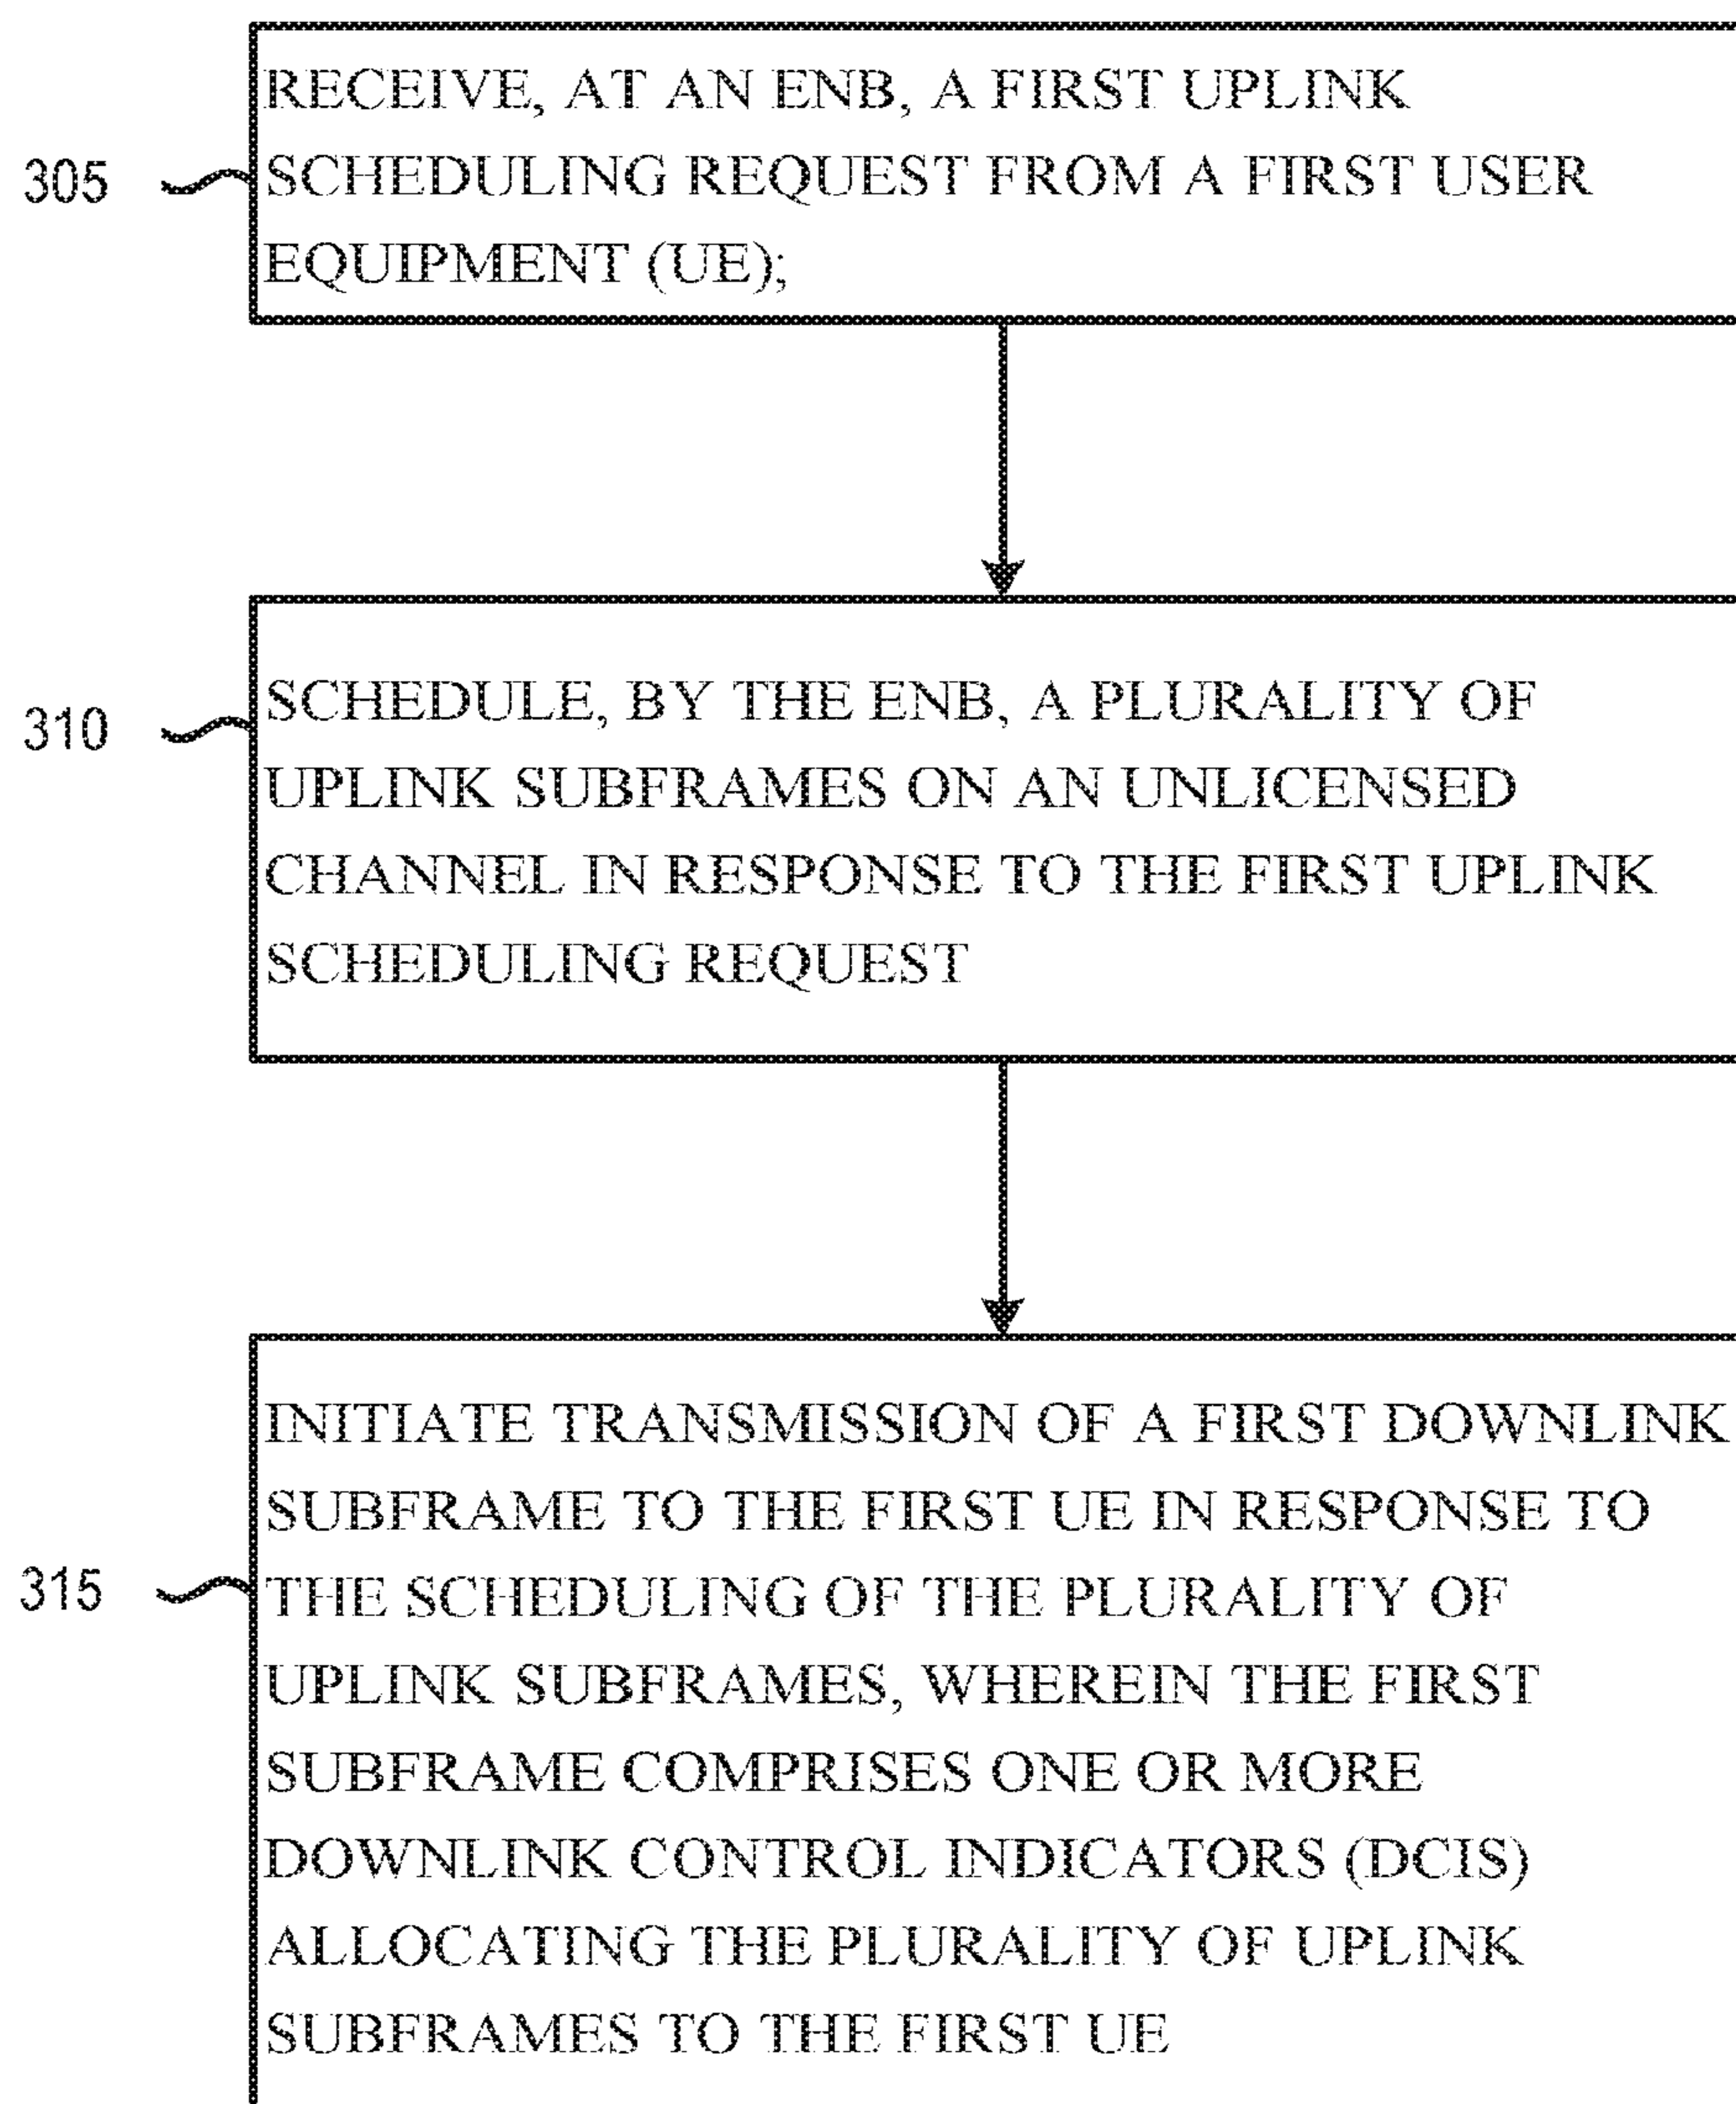 RECEIVE, AT AN ENB, A FIRST UPLINK
305 SCHEDULING REQUEST FROM A FIRST USER
EQUIPMENT (UE);
310 SCHEDULE, BY THE ENB, A PLURALITY OF
UPLINK SUBFRAMES ON AN UNLICENSED
CHANNEL IN RESPONSE TO THE FIRST UPLINK
SCHEDULING REQUEST
INITIATE TRANSMISSION OF A FIRST DOWNLINK
SUBFRAME TO THE FIRST UE IN RESPONSE TO
315 THE SCHEDULING OF THE PLURALITY OF
UPLINK SUBFRAMES, WHEREIN THE FIRST
SUBFRAME COMPRISES ONE OR MORE
DOWNLINK CONTROL INDICATORS (DCIS)
ALLOCATING THE PLURALITY OF UPLINK
SUBFRAMES TO THE FIRST UE